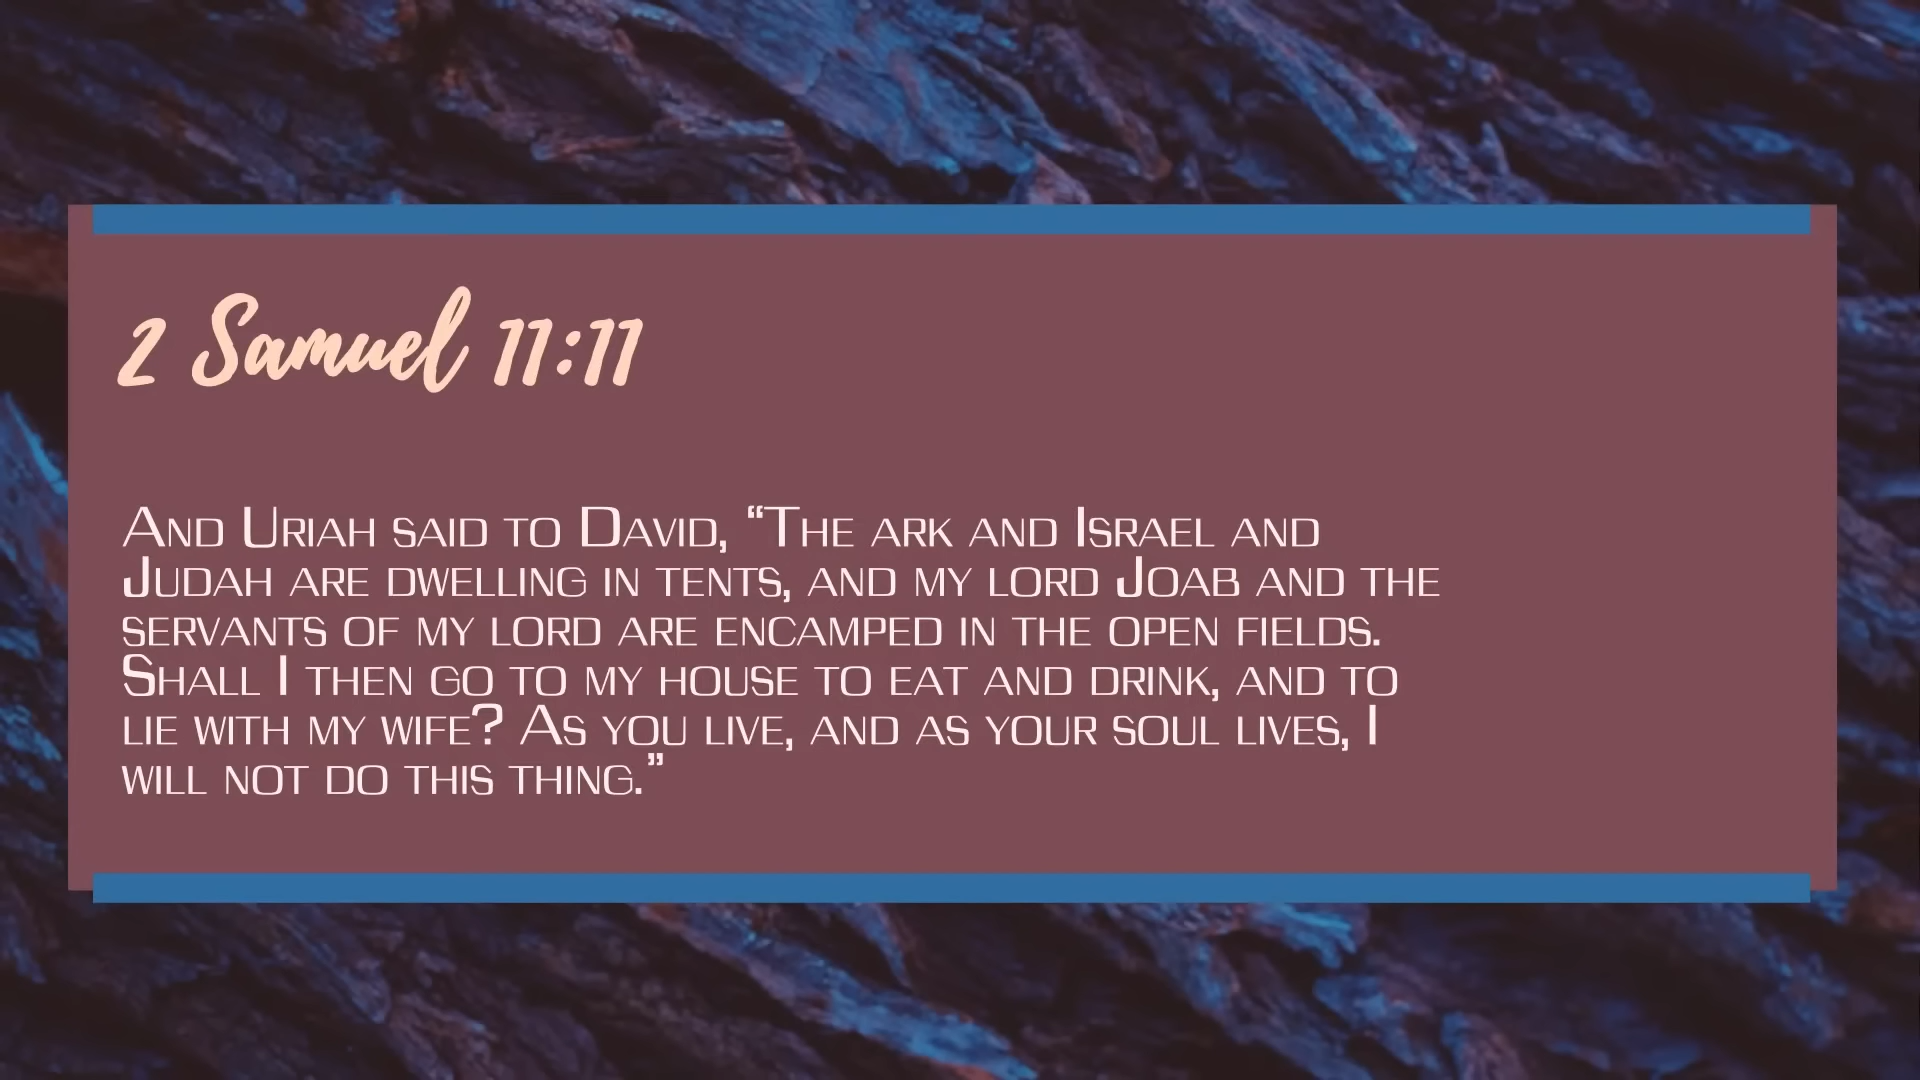 2 Samuel 11:11
And Uriah said to David, “The ark and Israel and
Judah are dwelling in tents, and my lord Joab and the
servants of my lord are encamped in the open fields.
Shall I then go to my house to eat and drink, and to
lie with my wife? As you live, and as your soul lives, I
will not do this thing.”